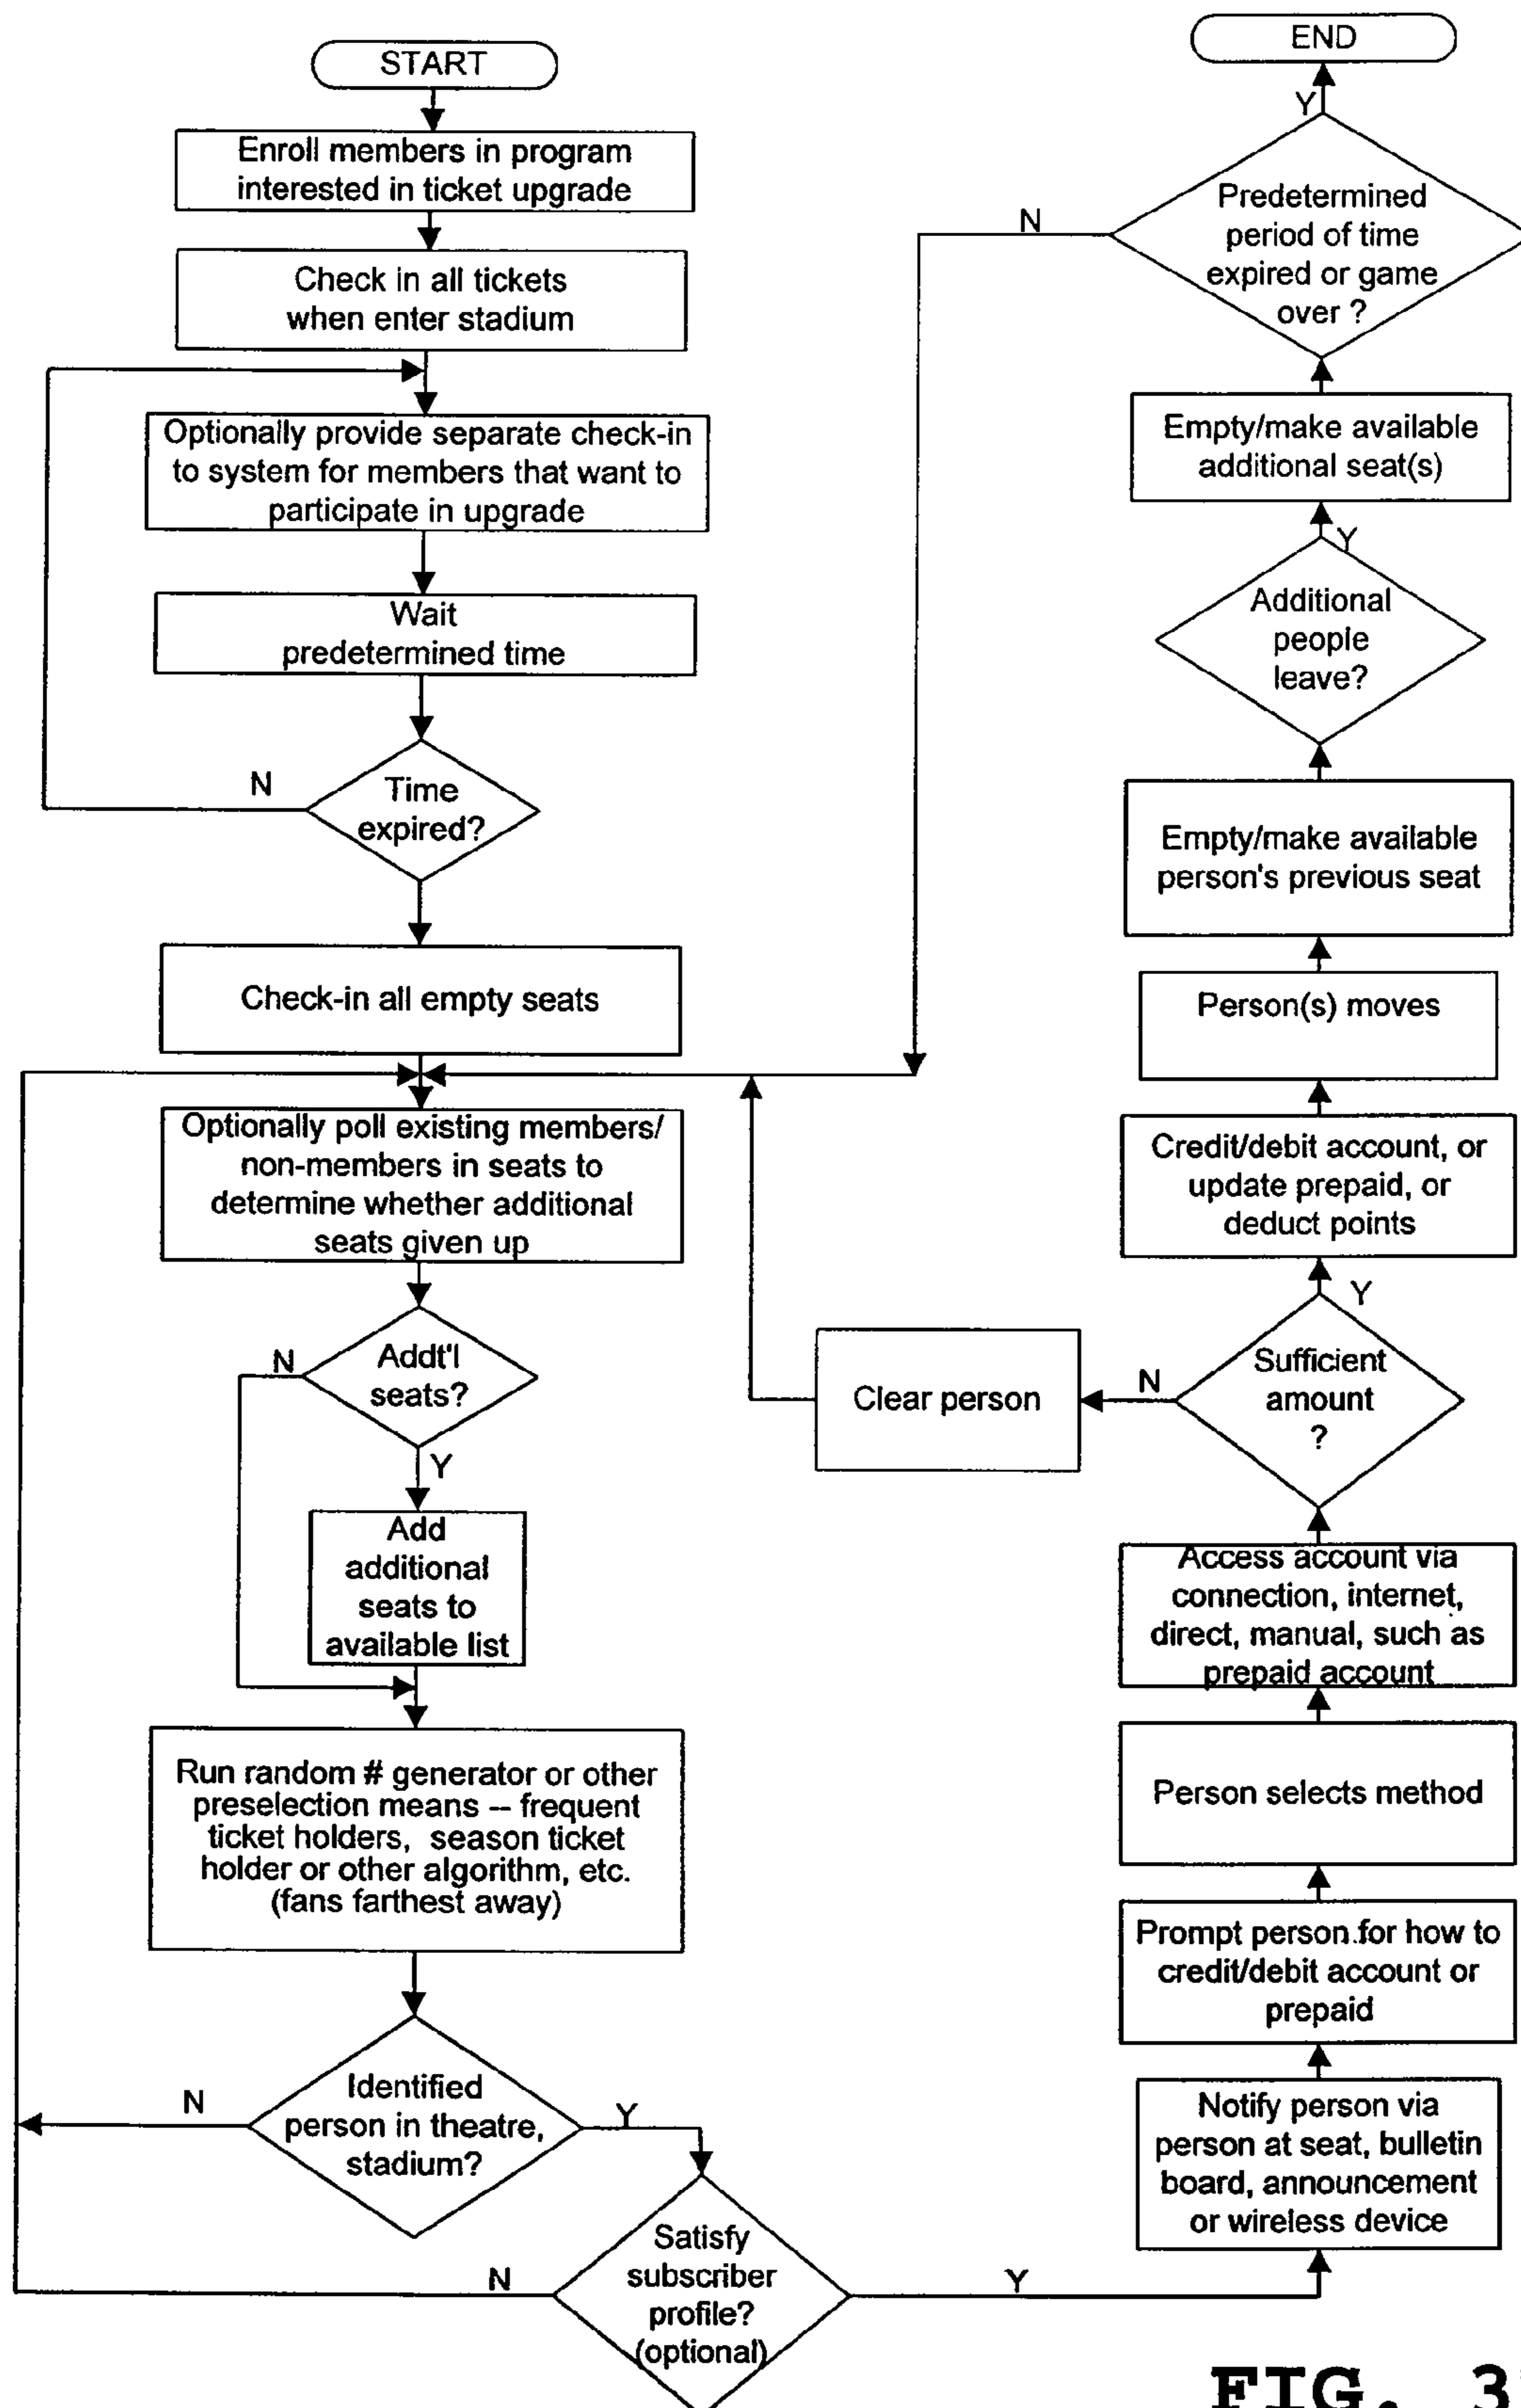 START
Enroll members in program
interested in ticket upgrade
Check in all tickets
when enter stadium
Optionally provide separate check-in
to system for members that want to
participate in upgrade
Wait
predetermined time
N
Time
expired?
Check-in all empty seats
Optionally poll existing members/
non-members in seats to
determine whether additional
seats given up
N
Addt'l
seats?
Y
Add
additional
seats to
available list
Run random # generator or other
preselection means -- frequent
ticket holders, season ticket
holder or other algorithm, etc.
(fans farthest away)
N
Identified
person in theatre,
stadium?
Y
N
Satisfy
subscriber
profile?
(optional)
Y
Notify person via
person at seat, bulletin
board, announcement
or wireless device
Prompt person for how to
credit/debit account or
prepaid
Person selects method
Access account via
connection, internet,
direct, manual, such as
prepaid account
Sufficient
amount
?
N
Clear person
Y
Credit/debit account, or
update prepaid, or
deduct points
Person(s) moves
Empty/make available
person's previous seat
Additional
people
leave?
Y
Empty/make available
additional seat(s)
Predetermined
period of time
expired or game
over ?
N
Y
END
FIG. 3